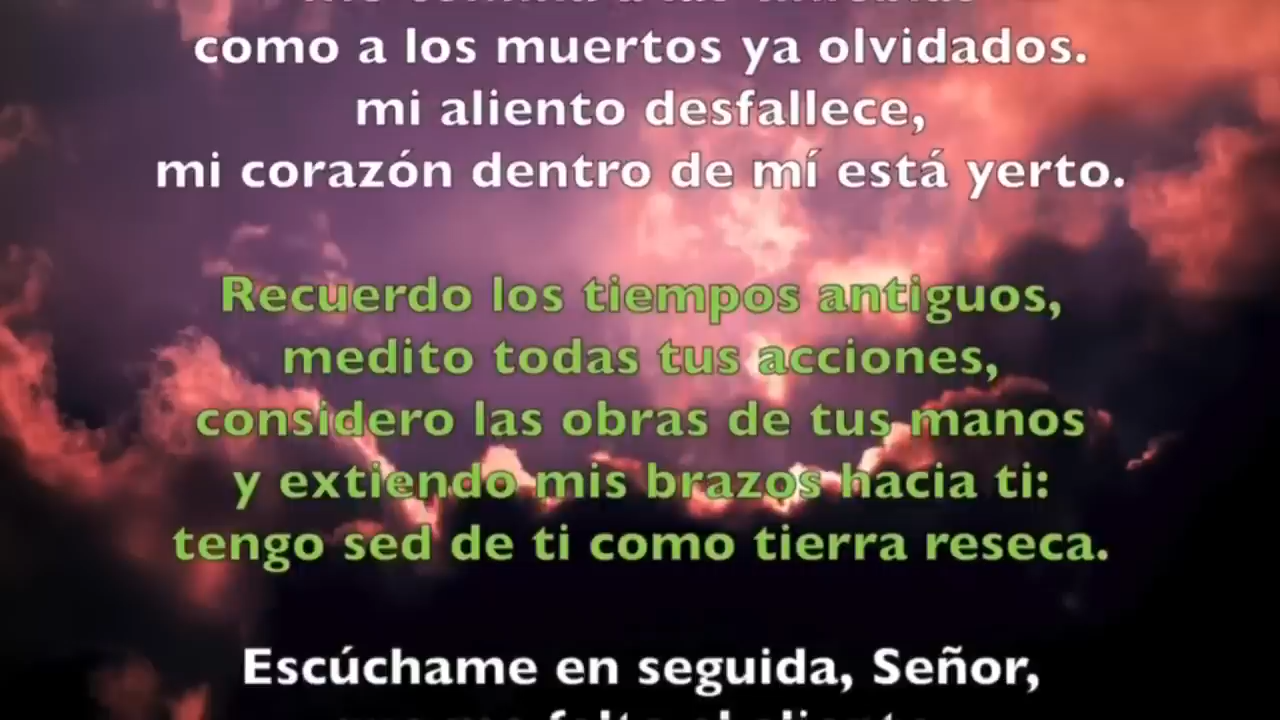 como a los muertos ya olvidados.
mi aliento desfallece,
mi corazón dentro de mí está yerto.
Recuerdo los tiempos antiguos,
medito todas tus acciones,
considero las obras de tus manos
y extiendo mis brazos hacia ti:
tengo sed de ti como tierra reseca.
Escúchame en seguida, Señor,